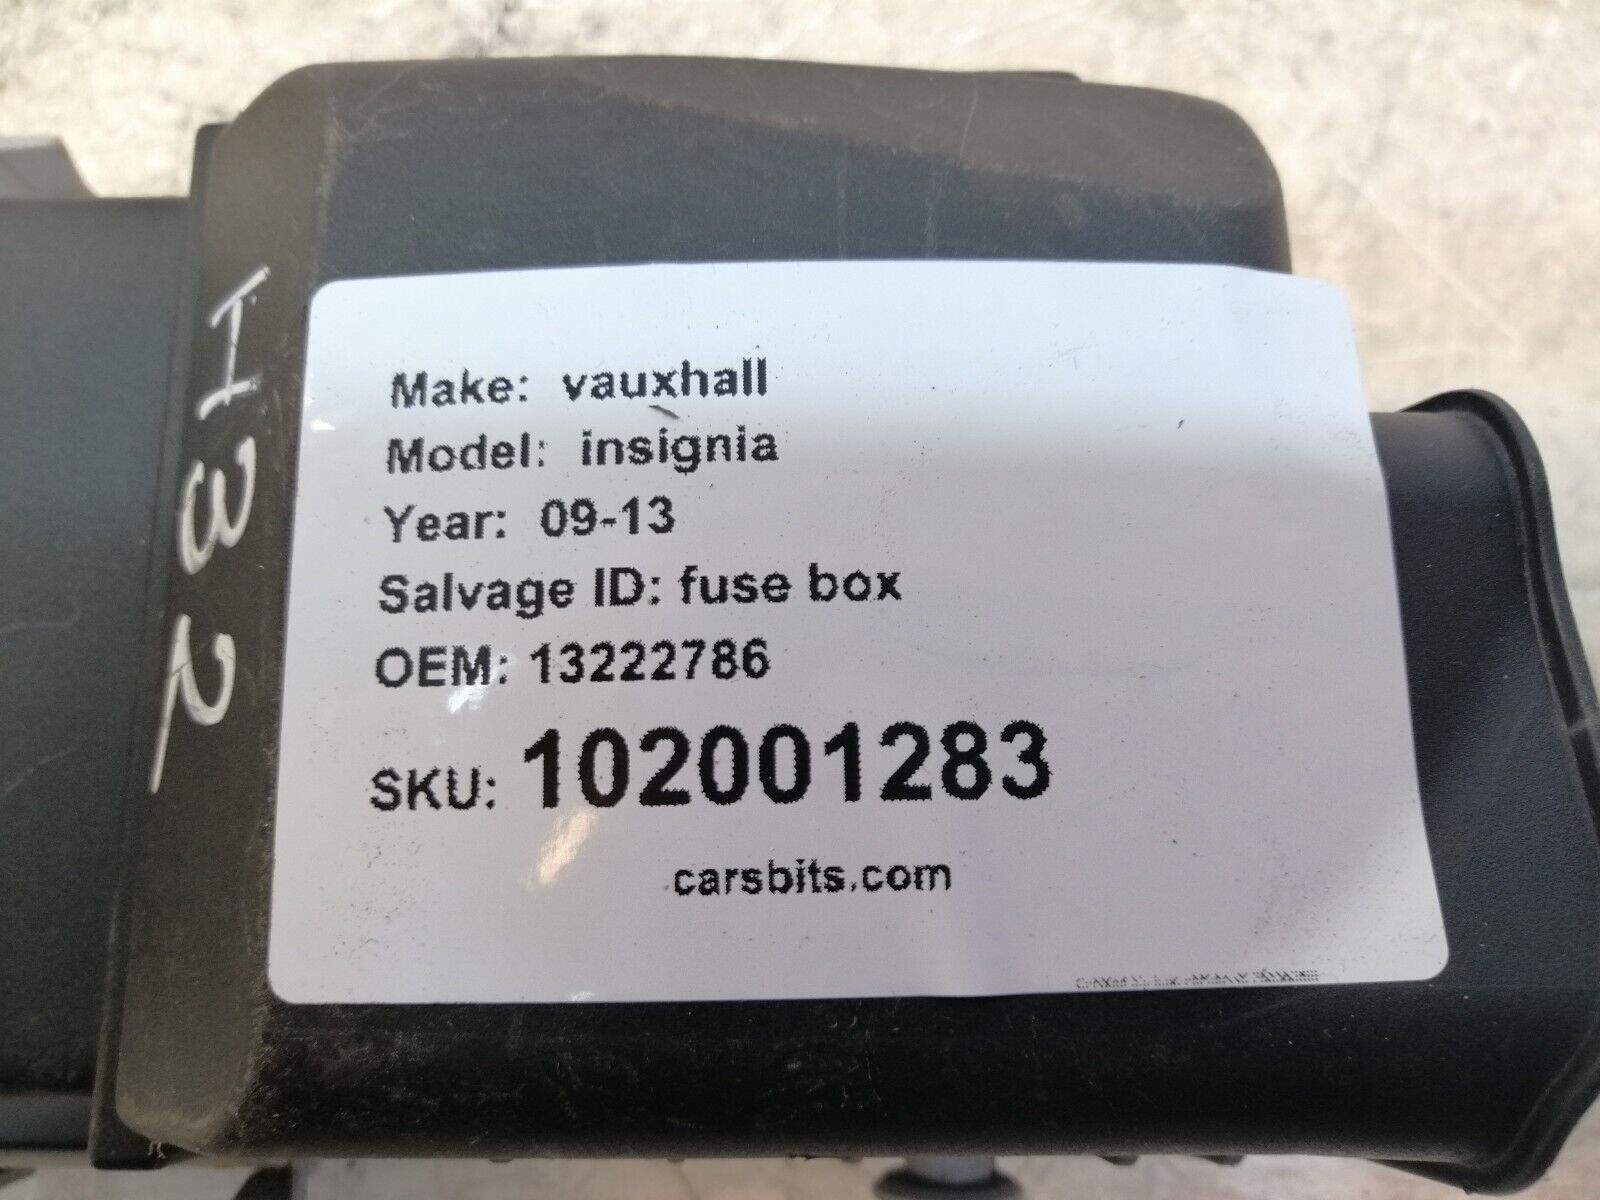 I32
Make: vauxhall
Model: insignia
Year: 09-13
Salvage ID: fuse box
OEM: 13222786
SKU: 102001283
carsbits.com